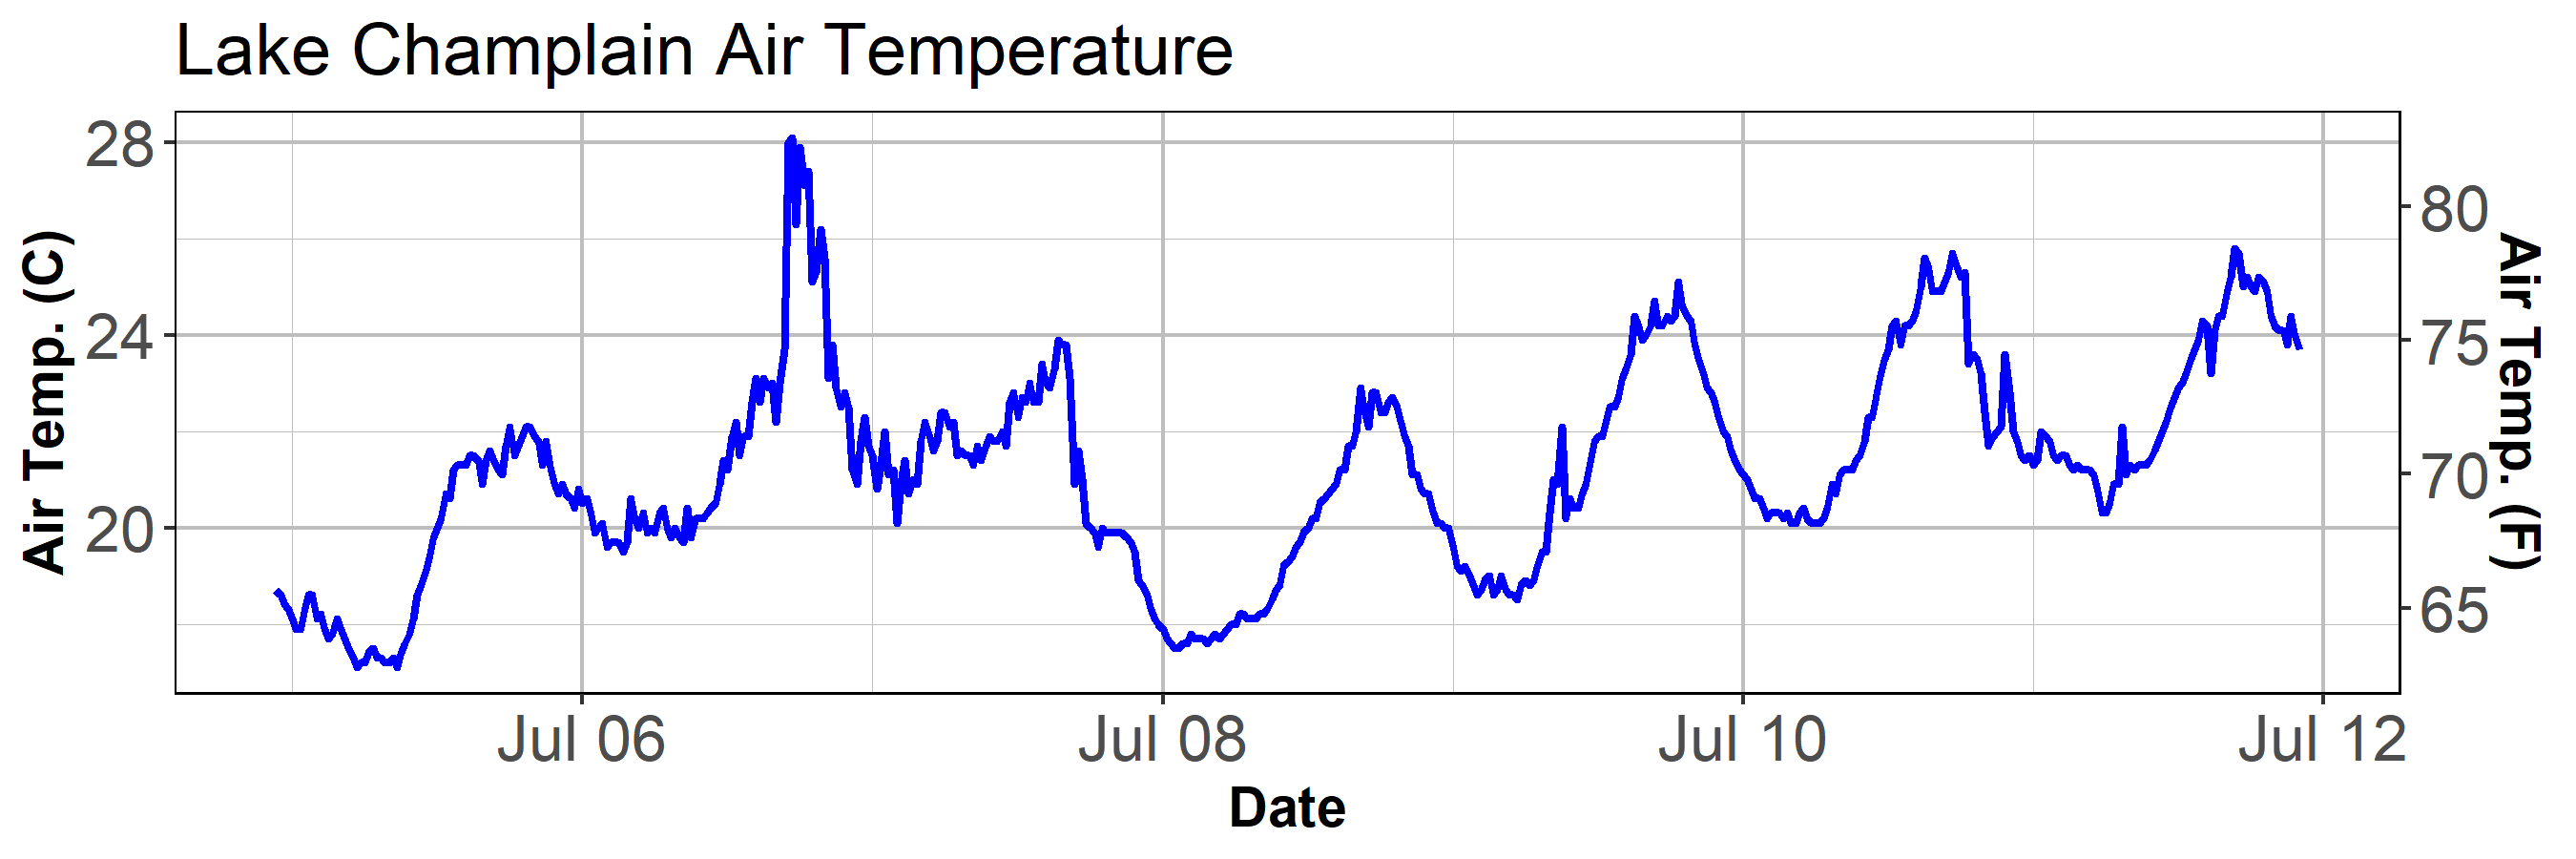 Lake Champlain Air Temperature
Air Temp. (C)
28
24
20
80
75
70
65
Air Temp. (F)
Jul 06
Jul 08
Jul 10
Jul 12
Date